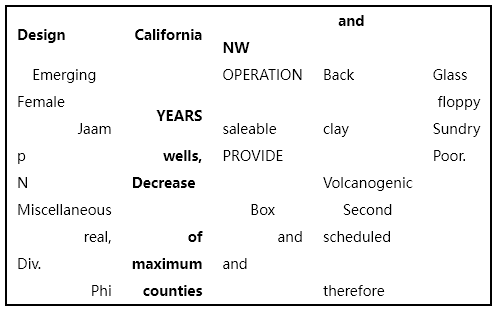 and
Design California
NW
Emerging OPERATION Back Glass
Female floppy
YEARS
Jaam saleable clay Sundry
p wells, PROVIDE Poor.
N Decrease Volcanogenic
Miscellaneous Box Second
real, of and scheduled
Div. maximum and
Phi counties therefore